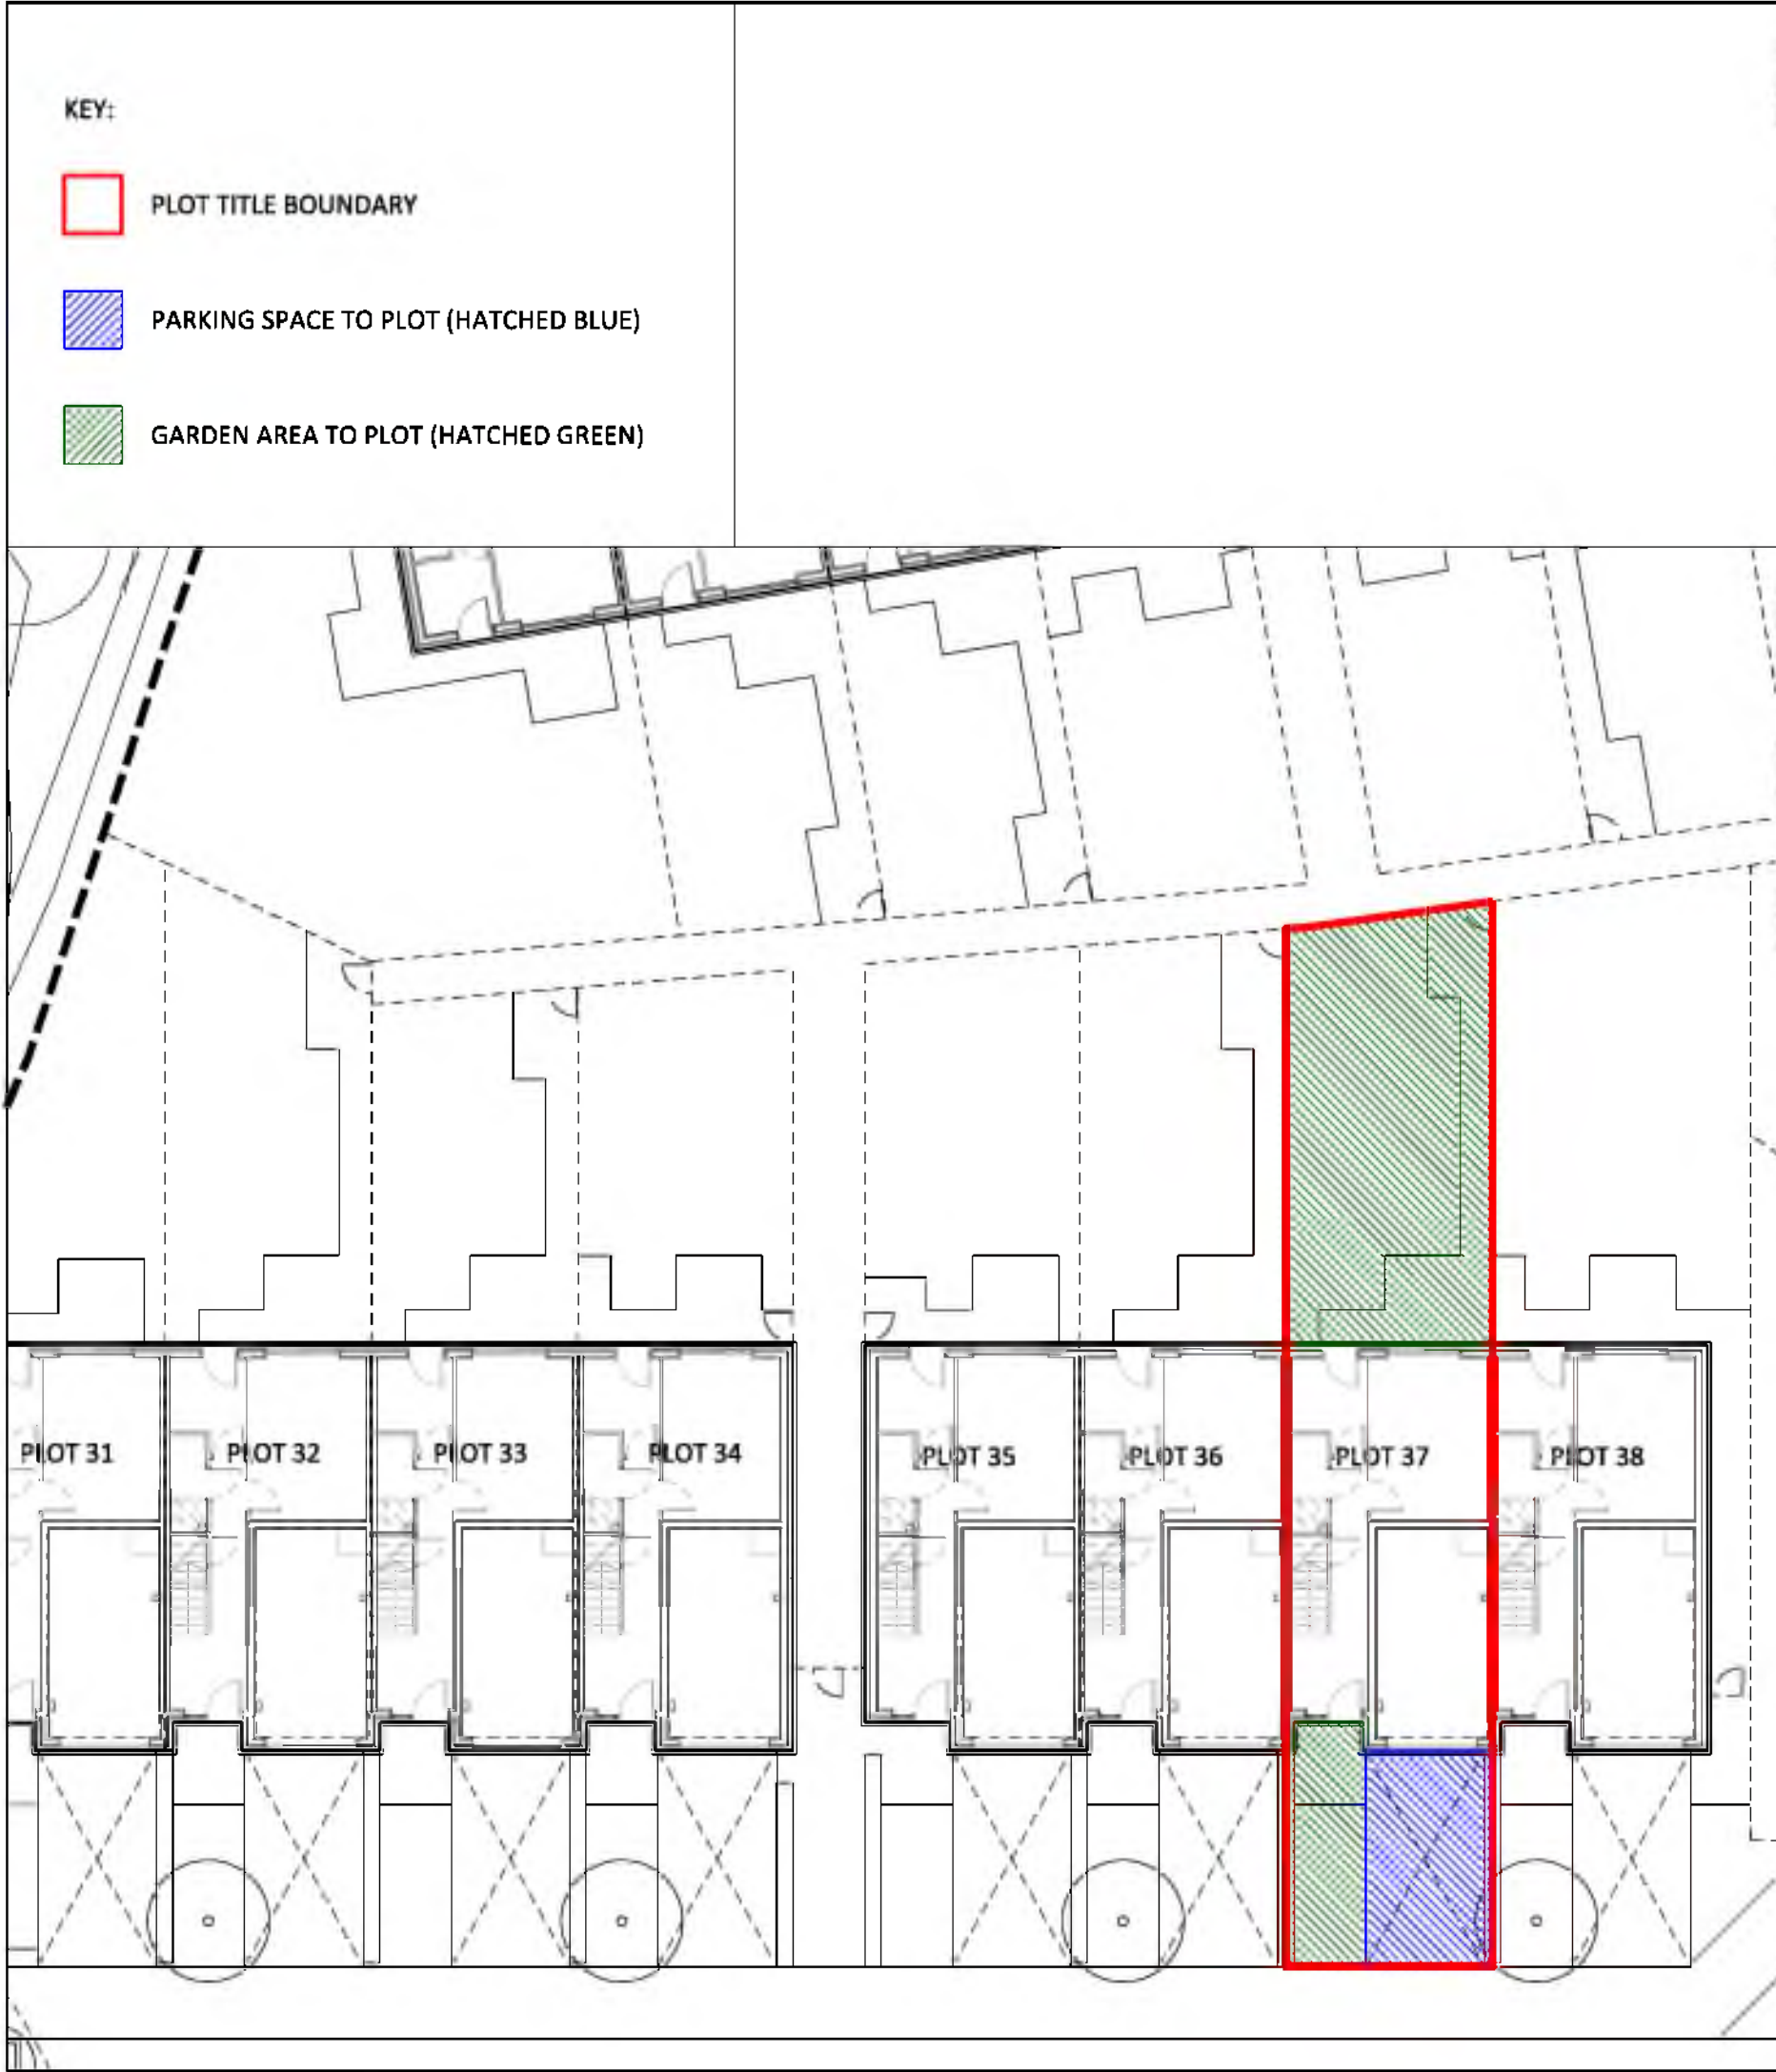 KEY:
PLOT TITLE BOUNDARY
PARKING SPACE TO PLOT (HATCHED BLUE)
GARDEN AREA TO PLOT (HATCHED GREEN)
PLOT 31
PLOT 32
PLOT 33
PLOT 34
PLOT 35
PLOT 36
PLOT 37
PLOT 38